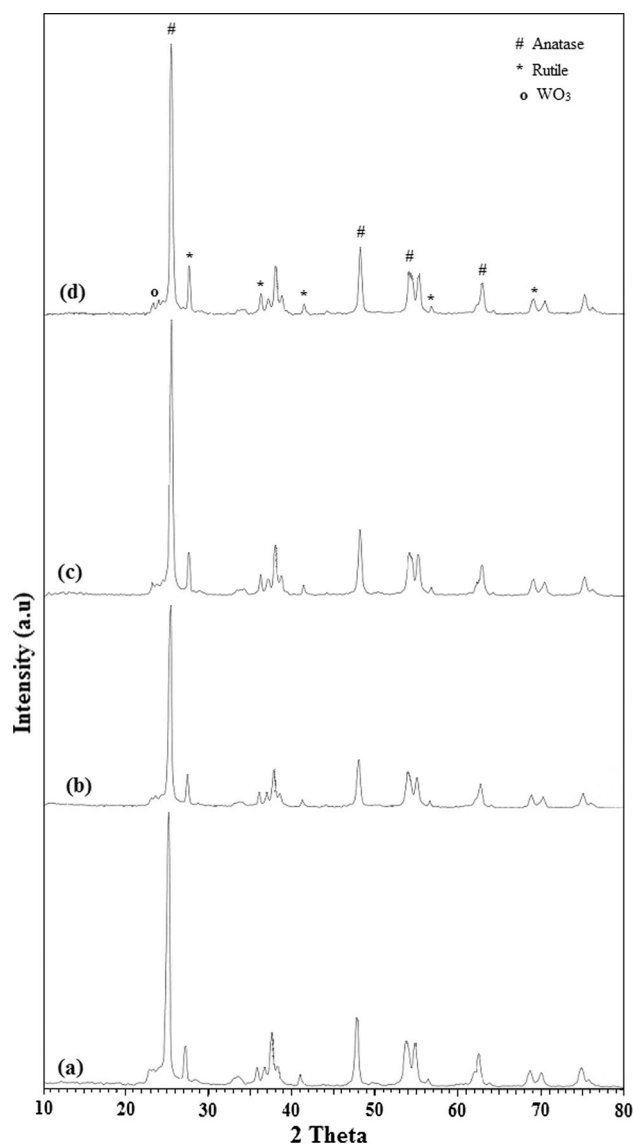 #
# Anatase
* Rutile
o WO₃
#
*
#
#
(d)
o
*
*
*
*
(c)
Intensity (a.u)
(b)
(a)
10 20 30 40 50 60 70 80
2 Theta